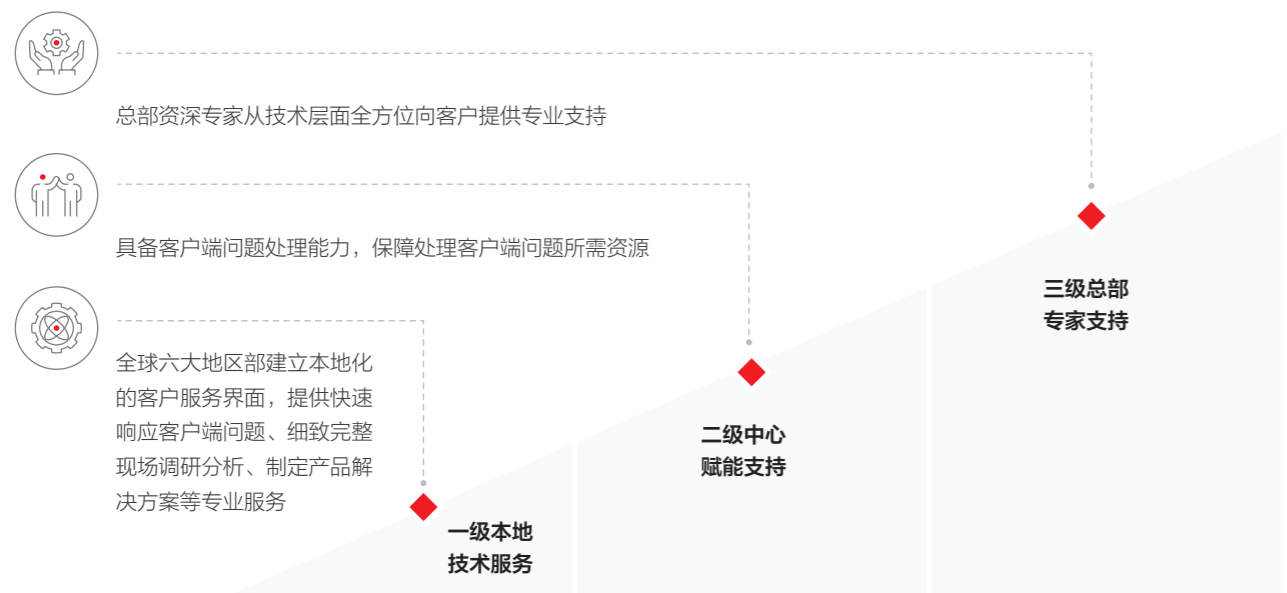 总部资深专家从技术层面全方位向客户提供专业支持
具备客户端问题处理能力，保障处理客户端问题所需资源
三级总部
专家支持
全球六大地区部建立本地化
的客户服务界面，提供快速
响应客户端问题、细致完整
现场调研分析、制定产品解
决方案等专业服务
二级中心
赋能支持
一级本地
技术服务